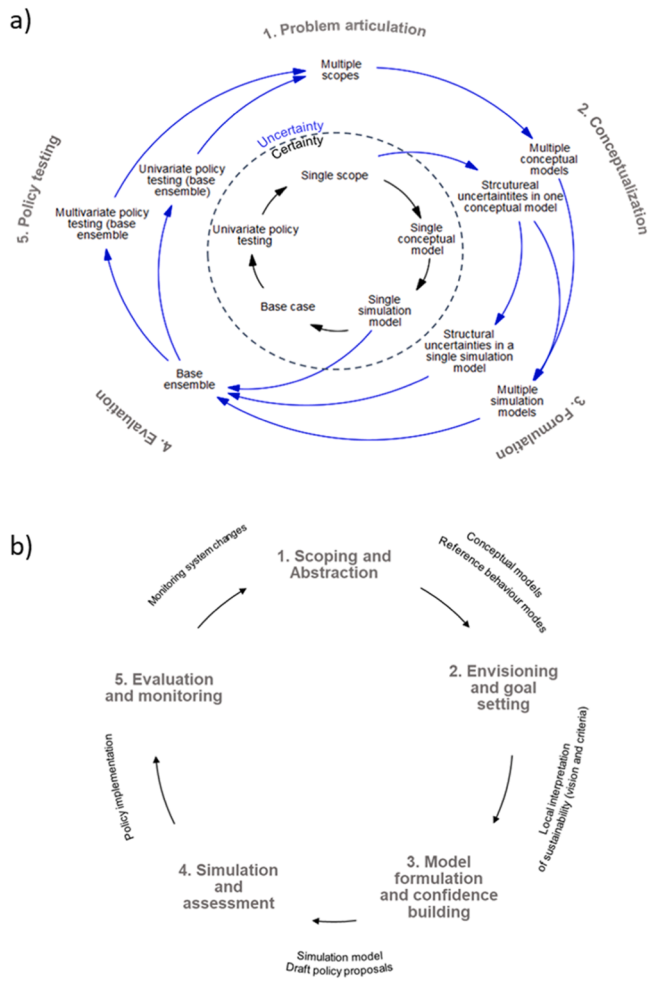 a)
1. Problem articulation
Multiple
scopes
2. Conceptualization
Multiple
conceptual
models
Uncertainty
Certainty
Single scope
Strcutureal
uncertaintites in one
conceptual model
5. Policy testing
Univariate policy
testing (base
ensemble)
Multivariate policy
testing (base
ensemble
Univariate policy
testing
Single
conceptual
model
Base case
Single
simulation
model
Structural
uncertainties in a
single simulation
model
Base
ensemble
Multiple
simulation
models
4. Evaluation
3. Formulation
b)
Monitoring system changes
1. Scoping and
Abstraction
Conceptual models
Reference behaviour modes
5. Evaluation
and monitoring
2. Envisioning
and goal
setting
Policy implementation
Local interpretation
of sustainability (vision and criteria)
4. Simulation
and
assessment
3. Model
formulation
and confidence
building
Simulation model
Draft policy proposals